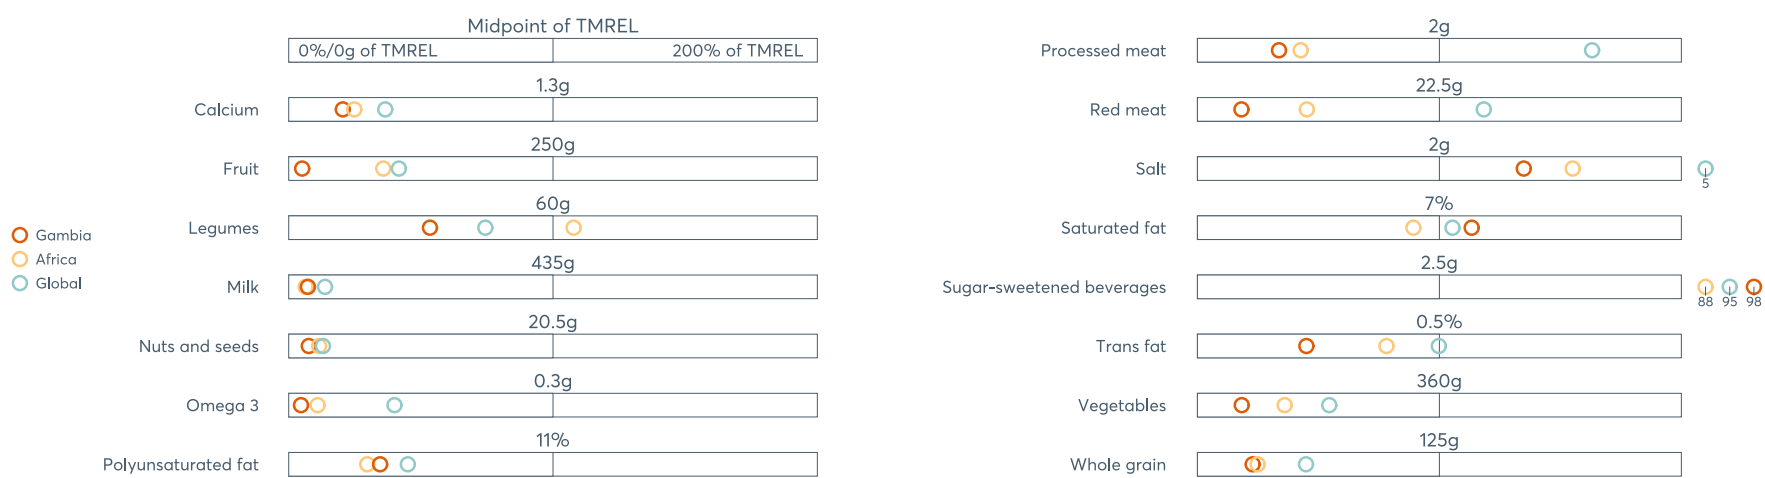 Midpoint of TMREL
0%/0g of TMREL 200% of TMREL
1.3g
Calcium
250g
Fruit
60g
Legumes
435g
Milk
20.5g
Nuts and seeds
0.3g
Omega 3
11%
Polyunsaturated fat
Gambia
Africa
Global
2g
Processed meat
22.5g
Red meat
2g
Salt
5
7%
Saturated fat
2.5g
Sugar-sweetened beverages
88 95 98
0.5%
Trans fat
360g
Vegetables
125g
Whole grain